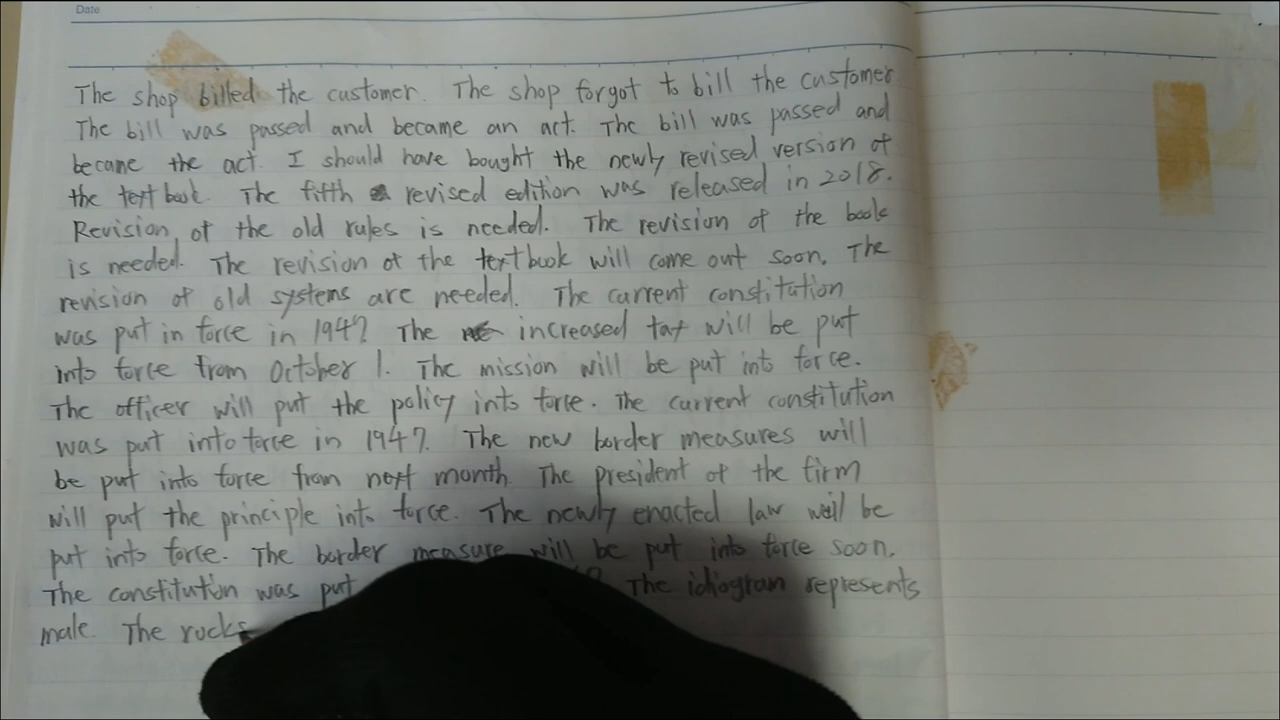 Date
The shop billed the customer. The shop forgot to bill the customer
The bill was passed and became an act. The bill was passed and
became the act. I should have bought the newly revised version of
the text book. The fifth revised edition was released in 2018.
Revision of the old rules is needed. The revision of the book
is needed. The revision of the textbook will come out soon. The
revision of old systems are needed. The current constitution
was put in force in 1947 The increased tax will be put
into force from October 1. The mission will be put into force.
The officer will put the policy into force. The current constitution
was put into force in 1947. The new border measures will
be put into force from next month. The president of the firm
will put the principle into force. The newly enacted law will be
put into force. The border measure will be put into force soon.
The constitution was put The idiogram represents
male. The rocks